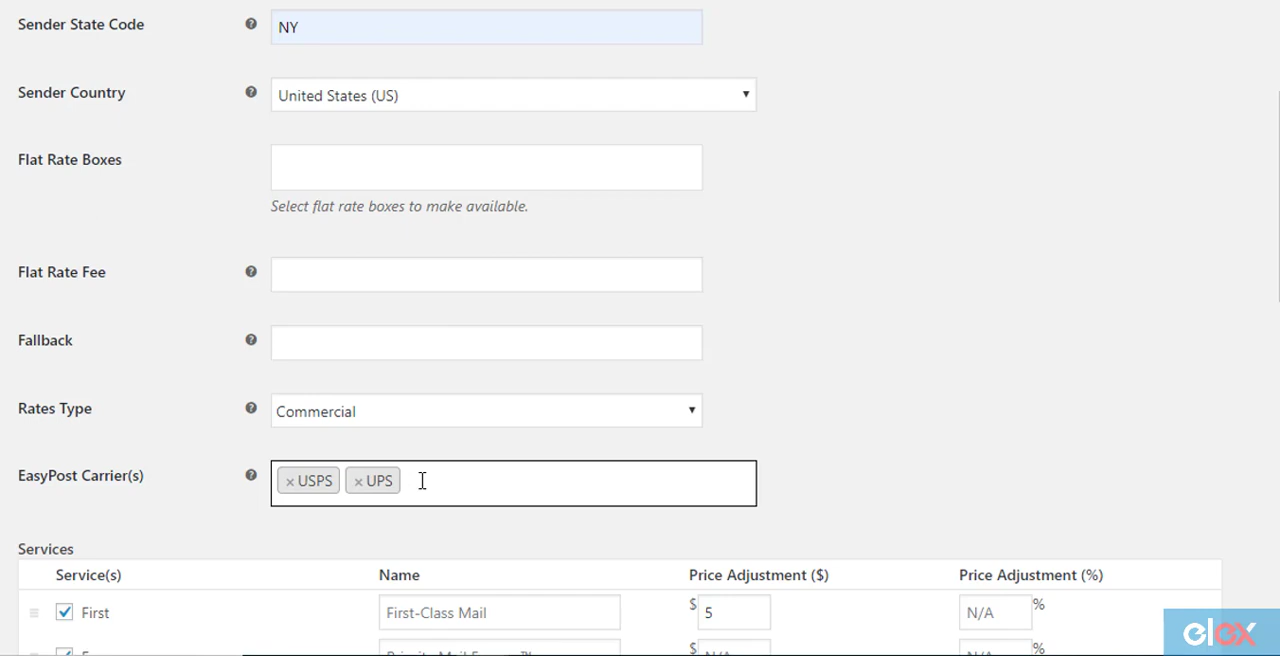 Sender State Code
NY
Sender Country
United States (US)
Flat Rate Boxes
Select flat rate boxes to make available.
Flat Rate Fee
Fallback
Rates Type
Commercial
EasyPost Carrier(s)
× USPS × UPS
Services
Service(s) Name Price Adjustment ($) Price Adjustment (%)
First First-Class Mail $ 5 N/A %
$ %
elex